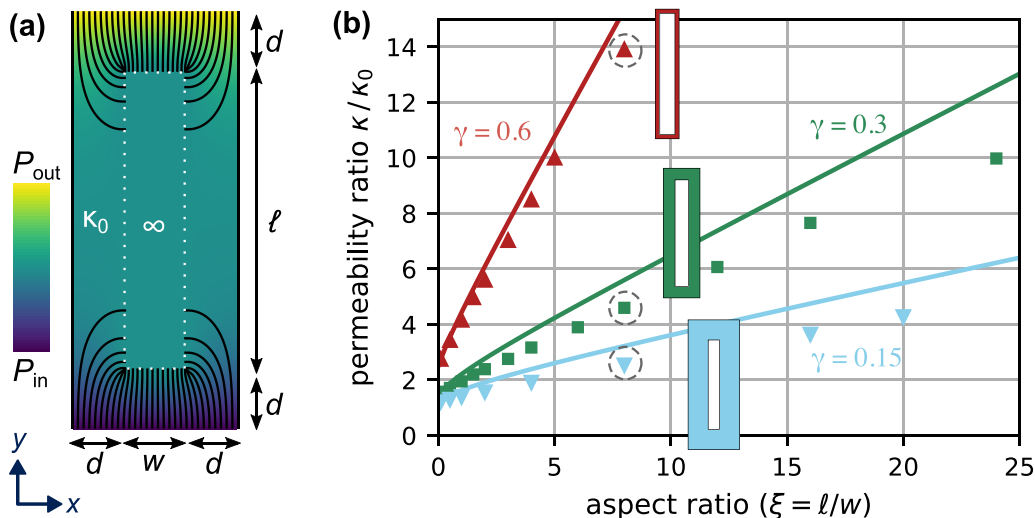 (a)
d
P_out
κ₀
∞
ℓ
P_in
d
d
w
d
y
x
(b)
permeability ratio κ/κ₀
14
12
10
8
6
4
2
0
γ = 0.6
γ = 0.3
γ = 0.15
0
5
10
15
20
25
aspect ratio (ξ = ℓ/w)